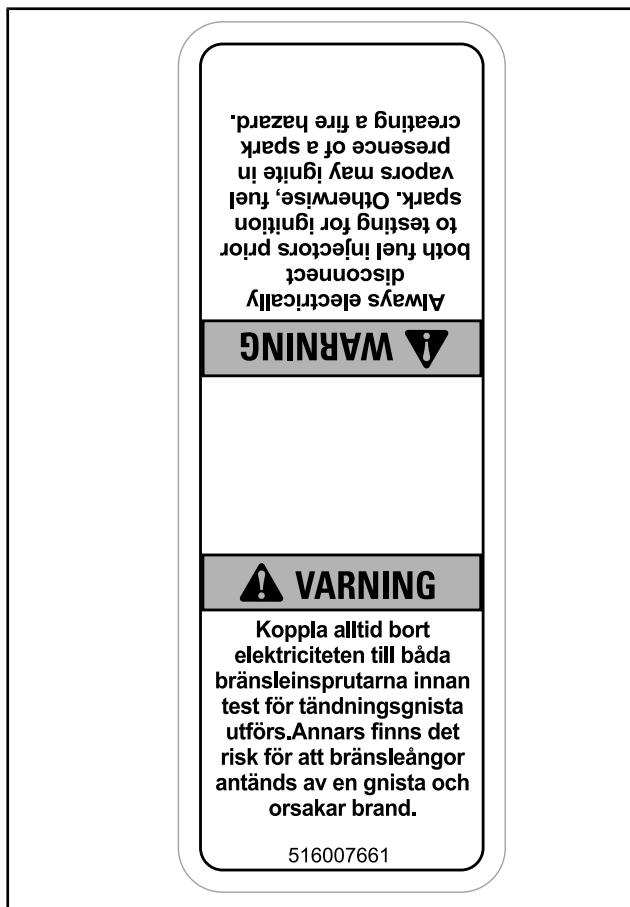 WARNING
Always electrically
disconnect
both fuel injectors prior
to testing for ignition
spark. Otherwise, fuel
vapors may ignite in
presence of a spark
creating a fire hazard.
VARNING
Koppla alltid bort
elektriciteten till båda
bränsleinsprutarna innan
test för tändningsgnista
utförs.Annars finns det
risk för att bränsleångor
antänds av en gnista och
orsakar brand.
516007661